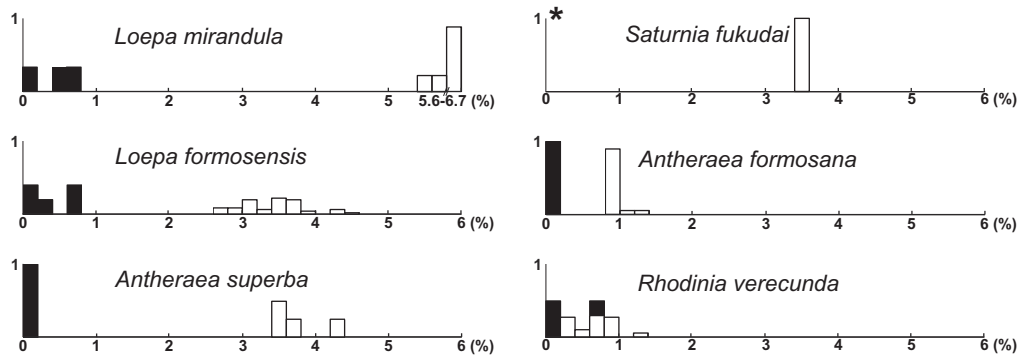 1
Loepa mirandula
0 1 2 3 4 5 5.6-6.7 (%)
1
Loepa formosensis
0 1 2 3 4 5 6 (%)
1
Antheraea superba
0 1 2 3 4 5 6 (%)
1 *
Saturnia fukudai
0 1 2 3 4 5 6 (%)
1
Antheraea formosana
0 1 2 3 4 5 6 (%)
1
Rhodinia verecunda
0 1 2 3 4 5 6 (%)